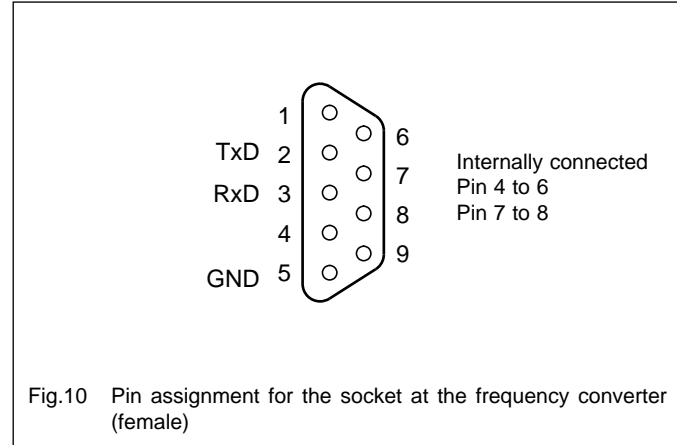 1
6
TxD 2
7
RxD 3
8
4
9
GND 5
Internally connected
Pin 4 to 6
Pin 7 to 8
Fig.10 Pin assignment for the socket at the frequency converter
(female)